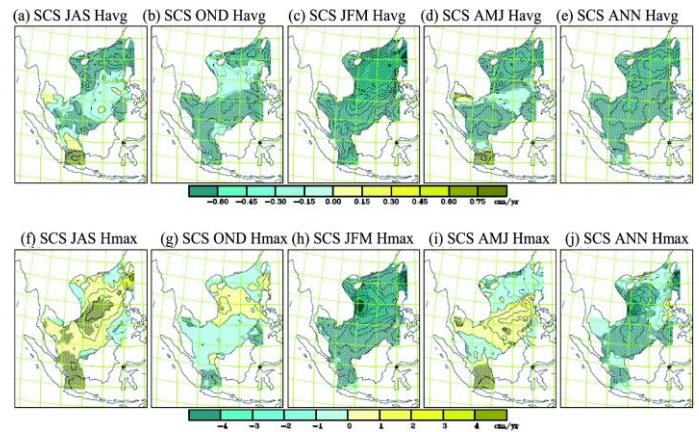 (a) SCS JAS Havg (b) SCS OND Havg (c) SCS JFM Havg (d) SCS AMJ Havg (e) SCS ANN Havg
-0.60 -0.45 -0.30 -0.15 0.00 0.15 0.30 0.45 0.60 0.75 cm/yr
(f) SCS JAS Hmax (g) SCS OND Hmax (h) SCS JFM Hmax (i) SCS AMJ Hmax (j) SCS ANN Hmax
-4 -3 -2 -1 0 1 2 3 4 cm/yr